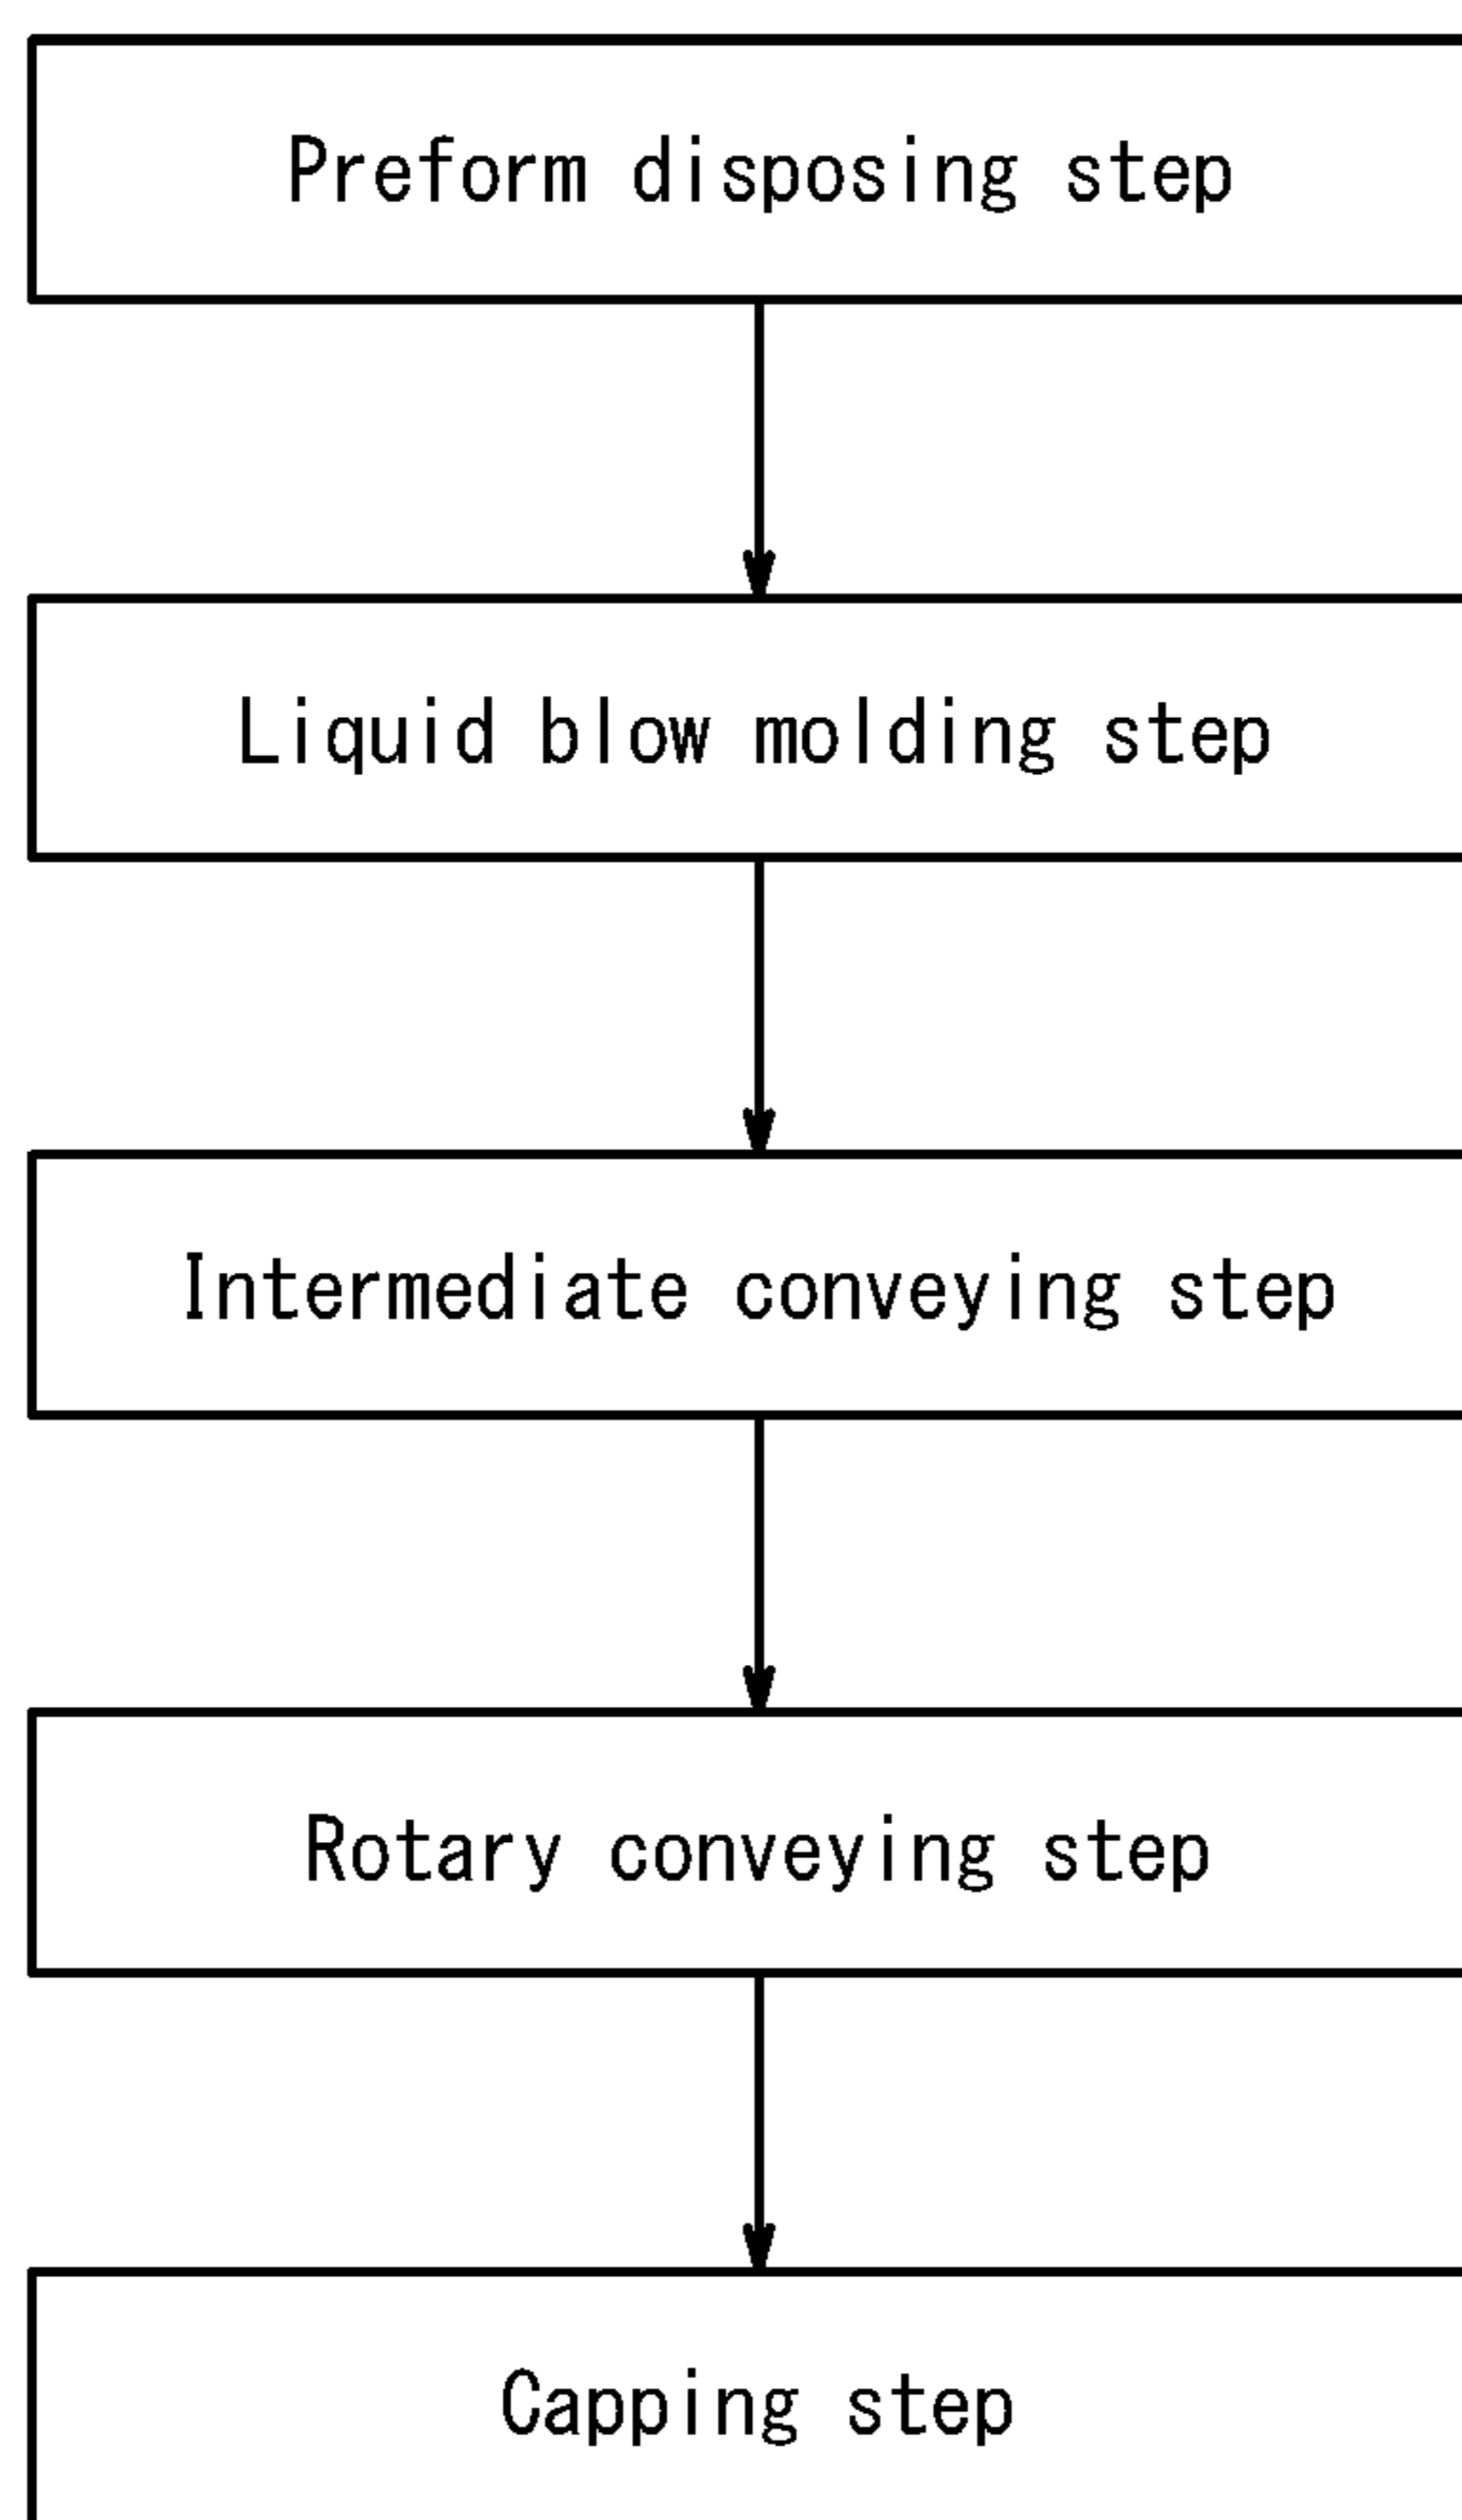 Preform disposing step
Liquid blow molding step
Intermediate conveying step
Rotary conveying step
Capping step